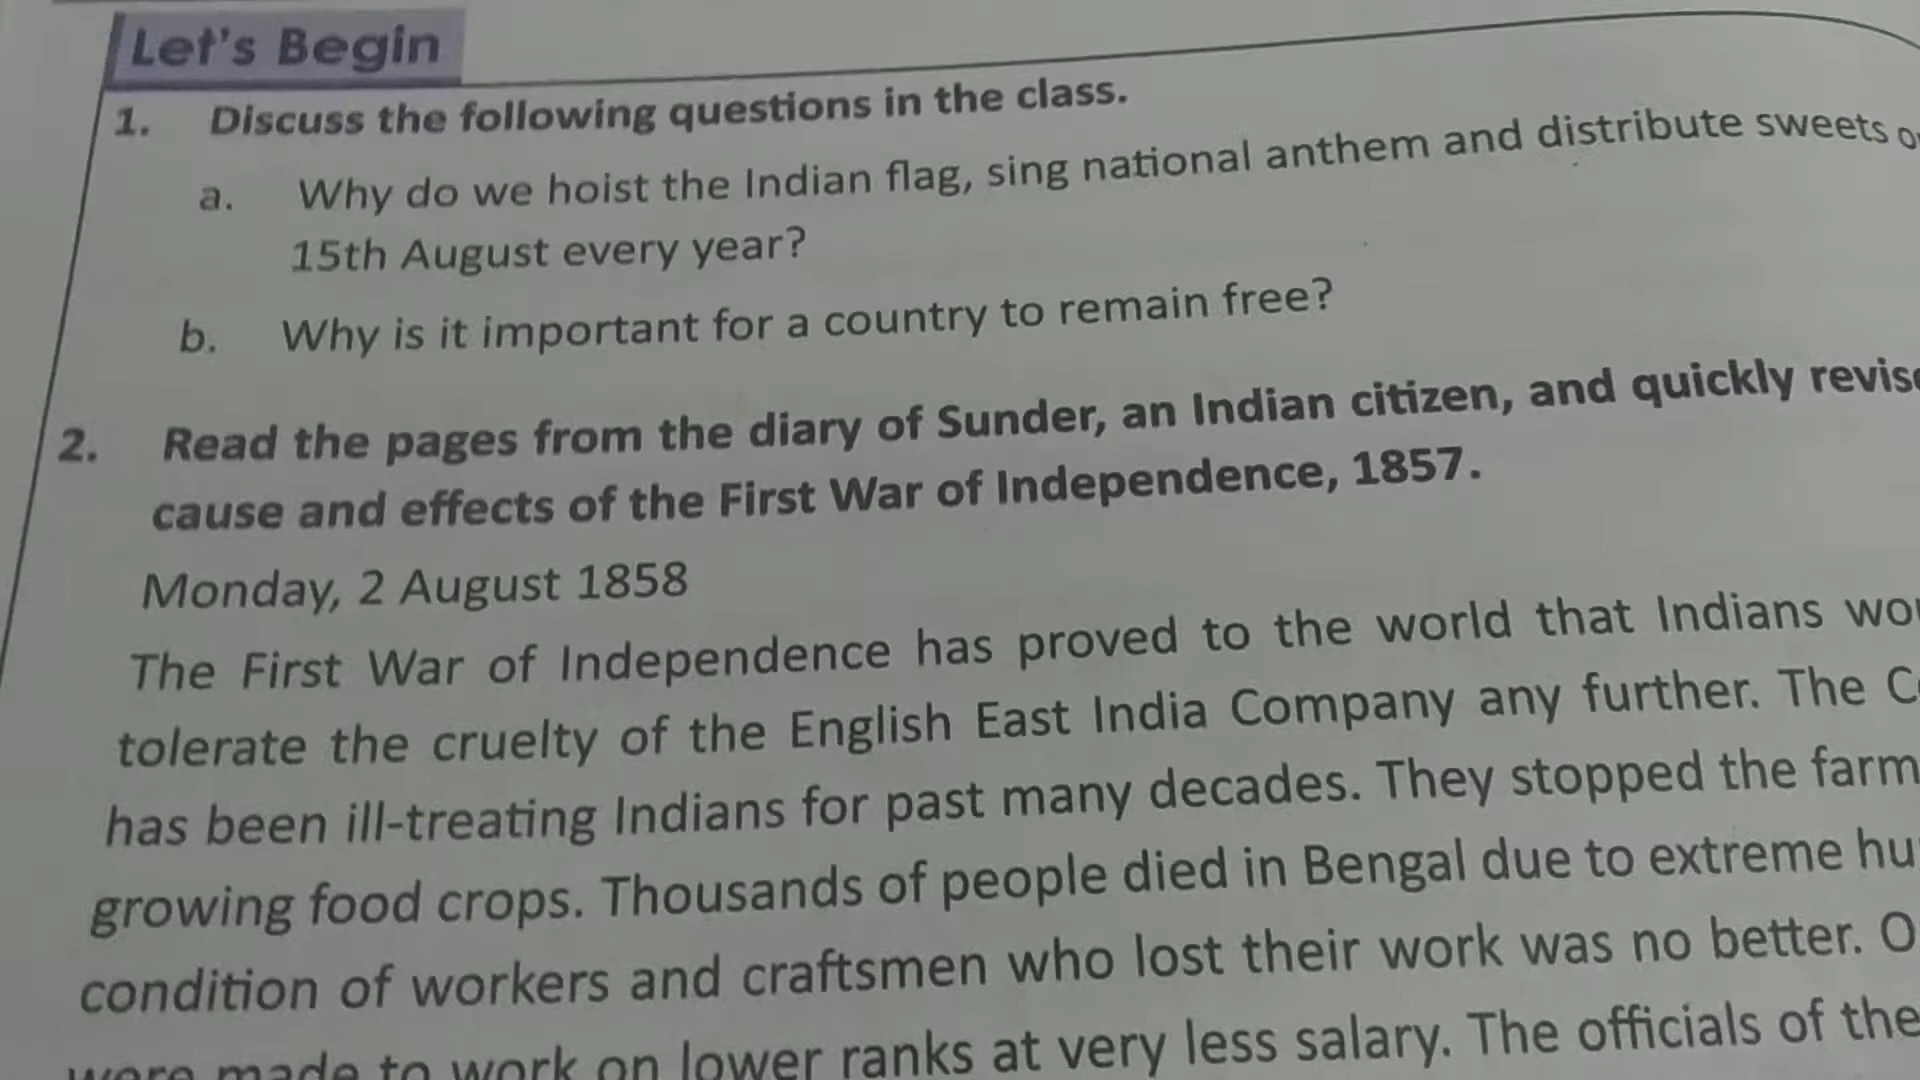 Let's Begin
1. Discuss the following questions in the class.
a. Why do we hoist the Indian flag, sing national anthem and distribute sweets
15th August every year?
b. Why is it important for a country to remain free?
2. Read the pages from the diary of Sunder, an Indian citizen, and quickly
cause and effects of the First War of Independence, 1857.
Monday, 2 August 1858
The First War of Independence has proved to the world that Indians
tolerate the cruelty of the English East India Company any further. The
has been ill-treating Indians for past many decades. They stopped the
growing food crops. Thousands of people died in Bengal due to extreme
condition of workers and craftsmen who lost their work was no better.
were made to work on lower ranks at very less salary. The officials of the